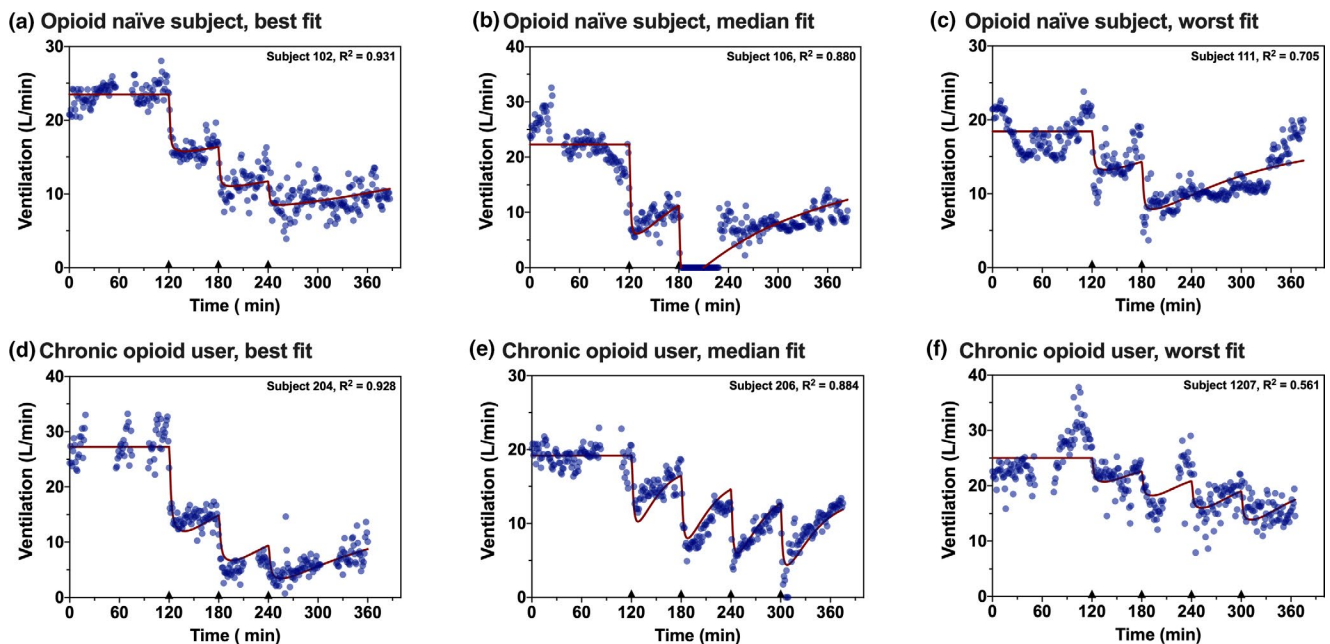 (a) Opioid naïve subject, best fit
Subject 102, R² = 0.931
Ventilation (L/min)
30
20
10
0
0 60 120 180 240 300 360
Time ( min)
(b) Opioid naïve subject, median fit
Subject 106, R² = 0.880
Ventilation (L/min)
40
30
20
10
0
0 60 120 180 240 300 360
Time (min)
(c) Opioid naïve subject, worst fit
Subject 111, R² = 0.705
Ventilation (L/min)
30
20
10
0
0 60 120 180 240 300 360
Time (min)
(d) Chronic opioid user, best fit
Subject 204, R² = 0.928
Ventilation (L/min)
40
30
20
10
0
0 60 120 180 240 300 360
Time (min)
(e) Chronic opioid user, median fit
Subject 206, R² = 0.884
Ventilation (L/min)
30
20
10
0
0 60 120 180 240 300 360
Time (min)
(f) Chronic opioid user, worst fit
Subject 1207, R² = 0.561
Ventilation (L/min)
40
30
20
10
0
0 60 120 180 240 300 360
Time (min)